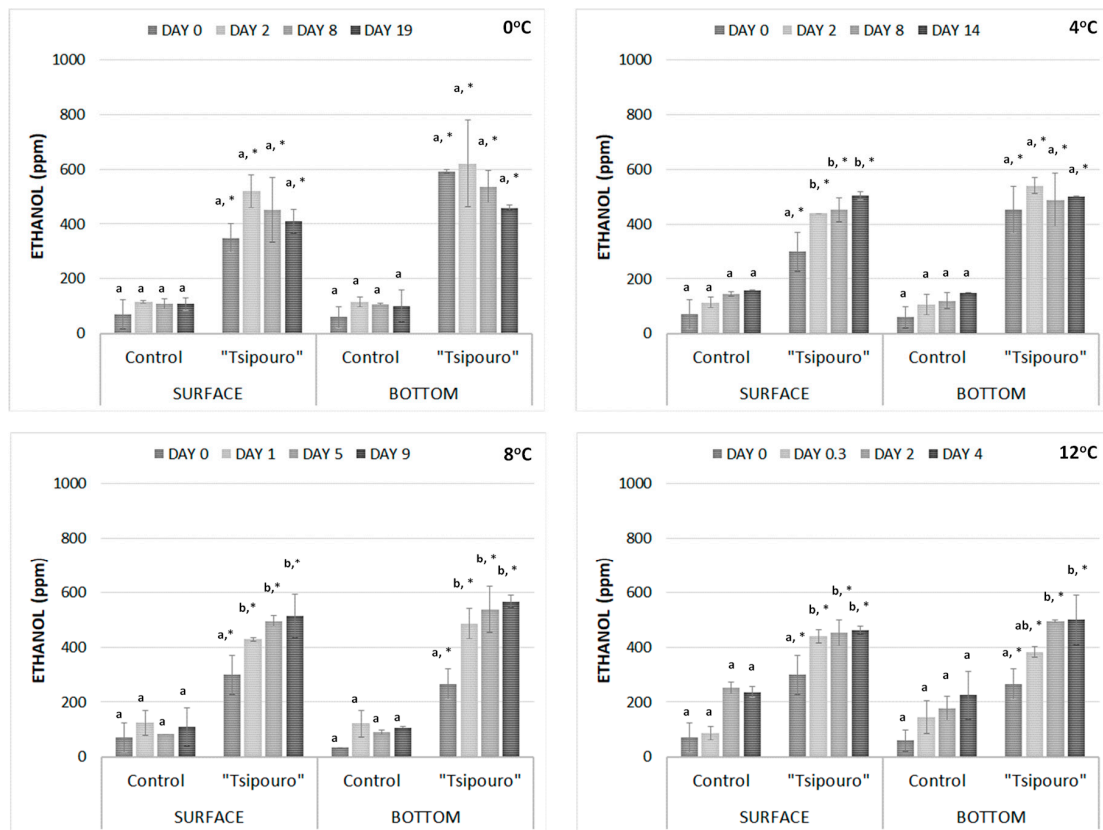 DAY 0 DAY 2 DAY 8 DAY 19 0°C
1000
800
600
400
200
0
ETHANOL (ppm)
a a a a a, * a, * a, * a, * a a a, * a, * a, * a, *
Control "Tsipouro" Control "Tsipouro"
SURFACE BOTTOM
DAY 0 DAY 2 DAY 8 DAY 14 4°C
1000
800
600
400
200
0
ETHANOL (ppm)
a a a a a, * b, * b, * b, * a a a a a, * a, * a, * a, *
Control "Tsipouro" Control "Tsipouro"
SURFACE BOTTOM
DAY 0 DAY 1 DAY 5 DAY 9 8°C
1000
800
600
400
200
0
ETHANOL (ppm)
a a a a a,* b,* b,* b,* a a a a a, * b,* b,* b,*
Control "Tsipouro" Control "Tsipouro"
SURFACE BOTTOM
DAY 0 DAY 0.3 DAY 2 DAY 4 12°C
1000
800
600
400
200
0
ETHANOL (ppm)
a a a a a, * b, * b, * b, * a a a a a, * ab, * b, * b, *
Control "Tsipouro" Control "Tsipouro"
SURFACE BOTTOM